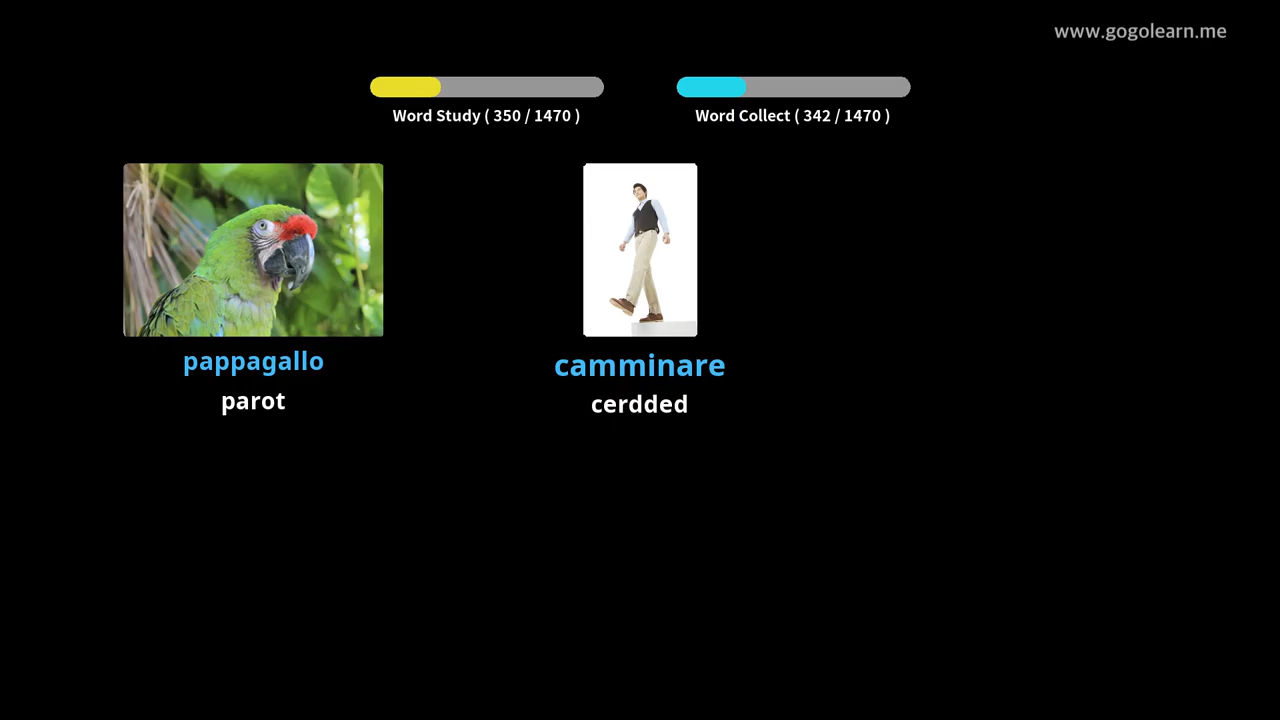 www.gogolearn.me
Word Study ( 350 / 1470 )
Word Collect ( 342 / 1470 )
pappagallo
parot
camminare
cerdded